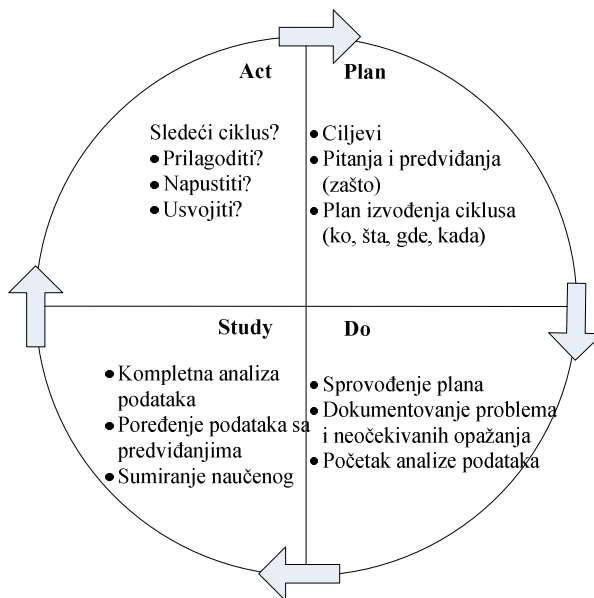 Act
Sledeći ciklus?
• Prilagoditi?
• Napustiti?
• Usvojiti?
Plan
• Ciljevi
• Pitanja i predviđanja
(zašto)
• Plan izvođenja ciklusa
(ko, šta, gde, kada)
Study
• Kompletna analiza
podataka
• Poređenje podataka sa
predviđanjima
• Sumiranje naučenog
Do
• Sprovođenje plana
• Dokumentovanje problema
i neočekivanih opažanja
• Početak analize podataka